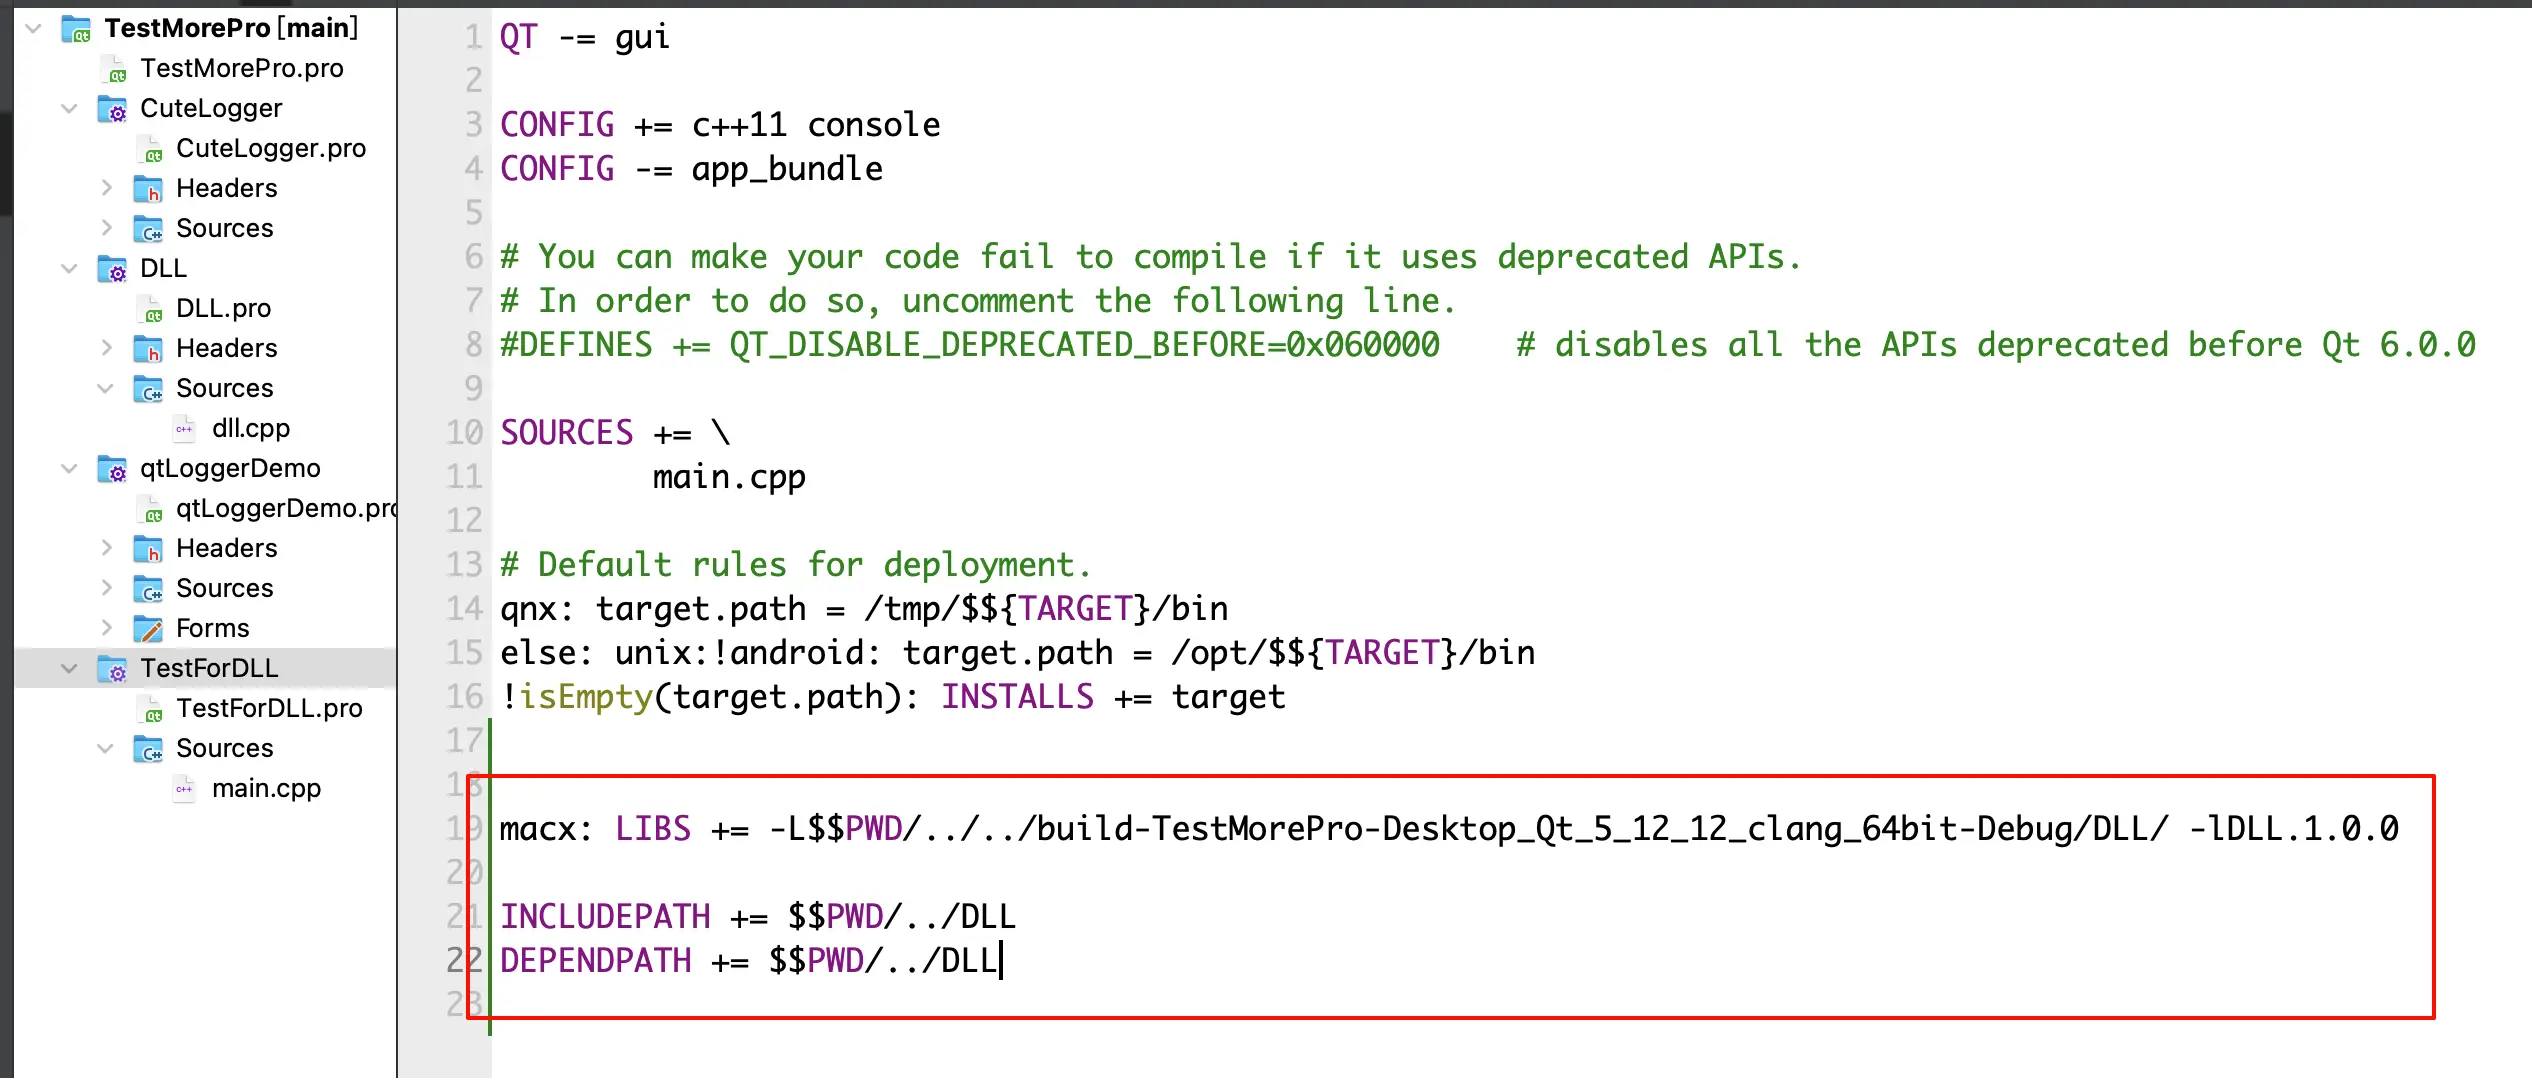 TestMorePro [main]
TestMorePro.pro
CuteLogger
CuteLogger.pro
Headers
Sources
DLL
DLL.pro
Headers
Sources
dll.cpp
qtLoggerDemo
qtLoggerDemo.pro
Headers
Sources
Forms
TestForDLL
TestForDLL.pro
Sources
main.cpp
1 QT -= gui
2
3 CONFIG += c++11 console
4 CONFIG -= app_bundle
5
6 # You can make your code fail to compile if it uses deprecated APIs.
7 # In order to do so, uncomment the following line.
8 #DEFINES += QT_DISABLE_DEPRECATED_BEFORE=0x060000    # disables all the APIs deprecated before Qt 6.0.0
9
10 SOURCES += \
11         main.cpp
12
13 # Default rules for deployment.
14 qnx: target.path = /tmp/$${TARGET}/bin
15 else: unix:!android: target.path = /opt/$${TARGET}/bin
16 !isEmpty(target.path): INSTALLS += target
17
18
19 macx: LIBS += -L$$PWD/../../build-TestMorePro-Desktop_Qt_5_12_12_clang_64bit-Debug/DLL/ -lDLL.1.0.0
20
21 INCLUDEPATH += $$PWD/../DLL
22 DEPENDPATH += $$PWD/../DLL
23